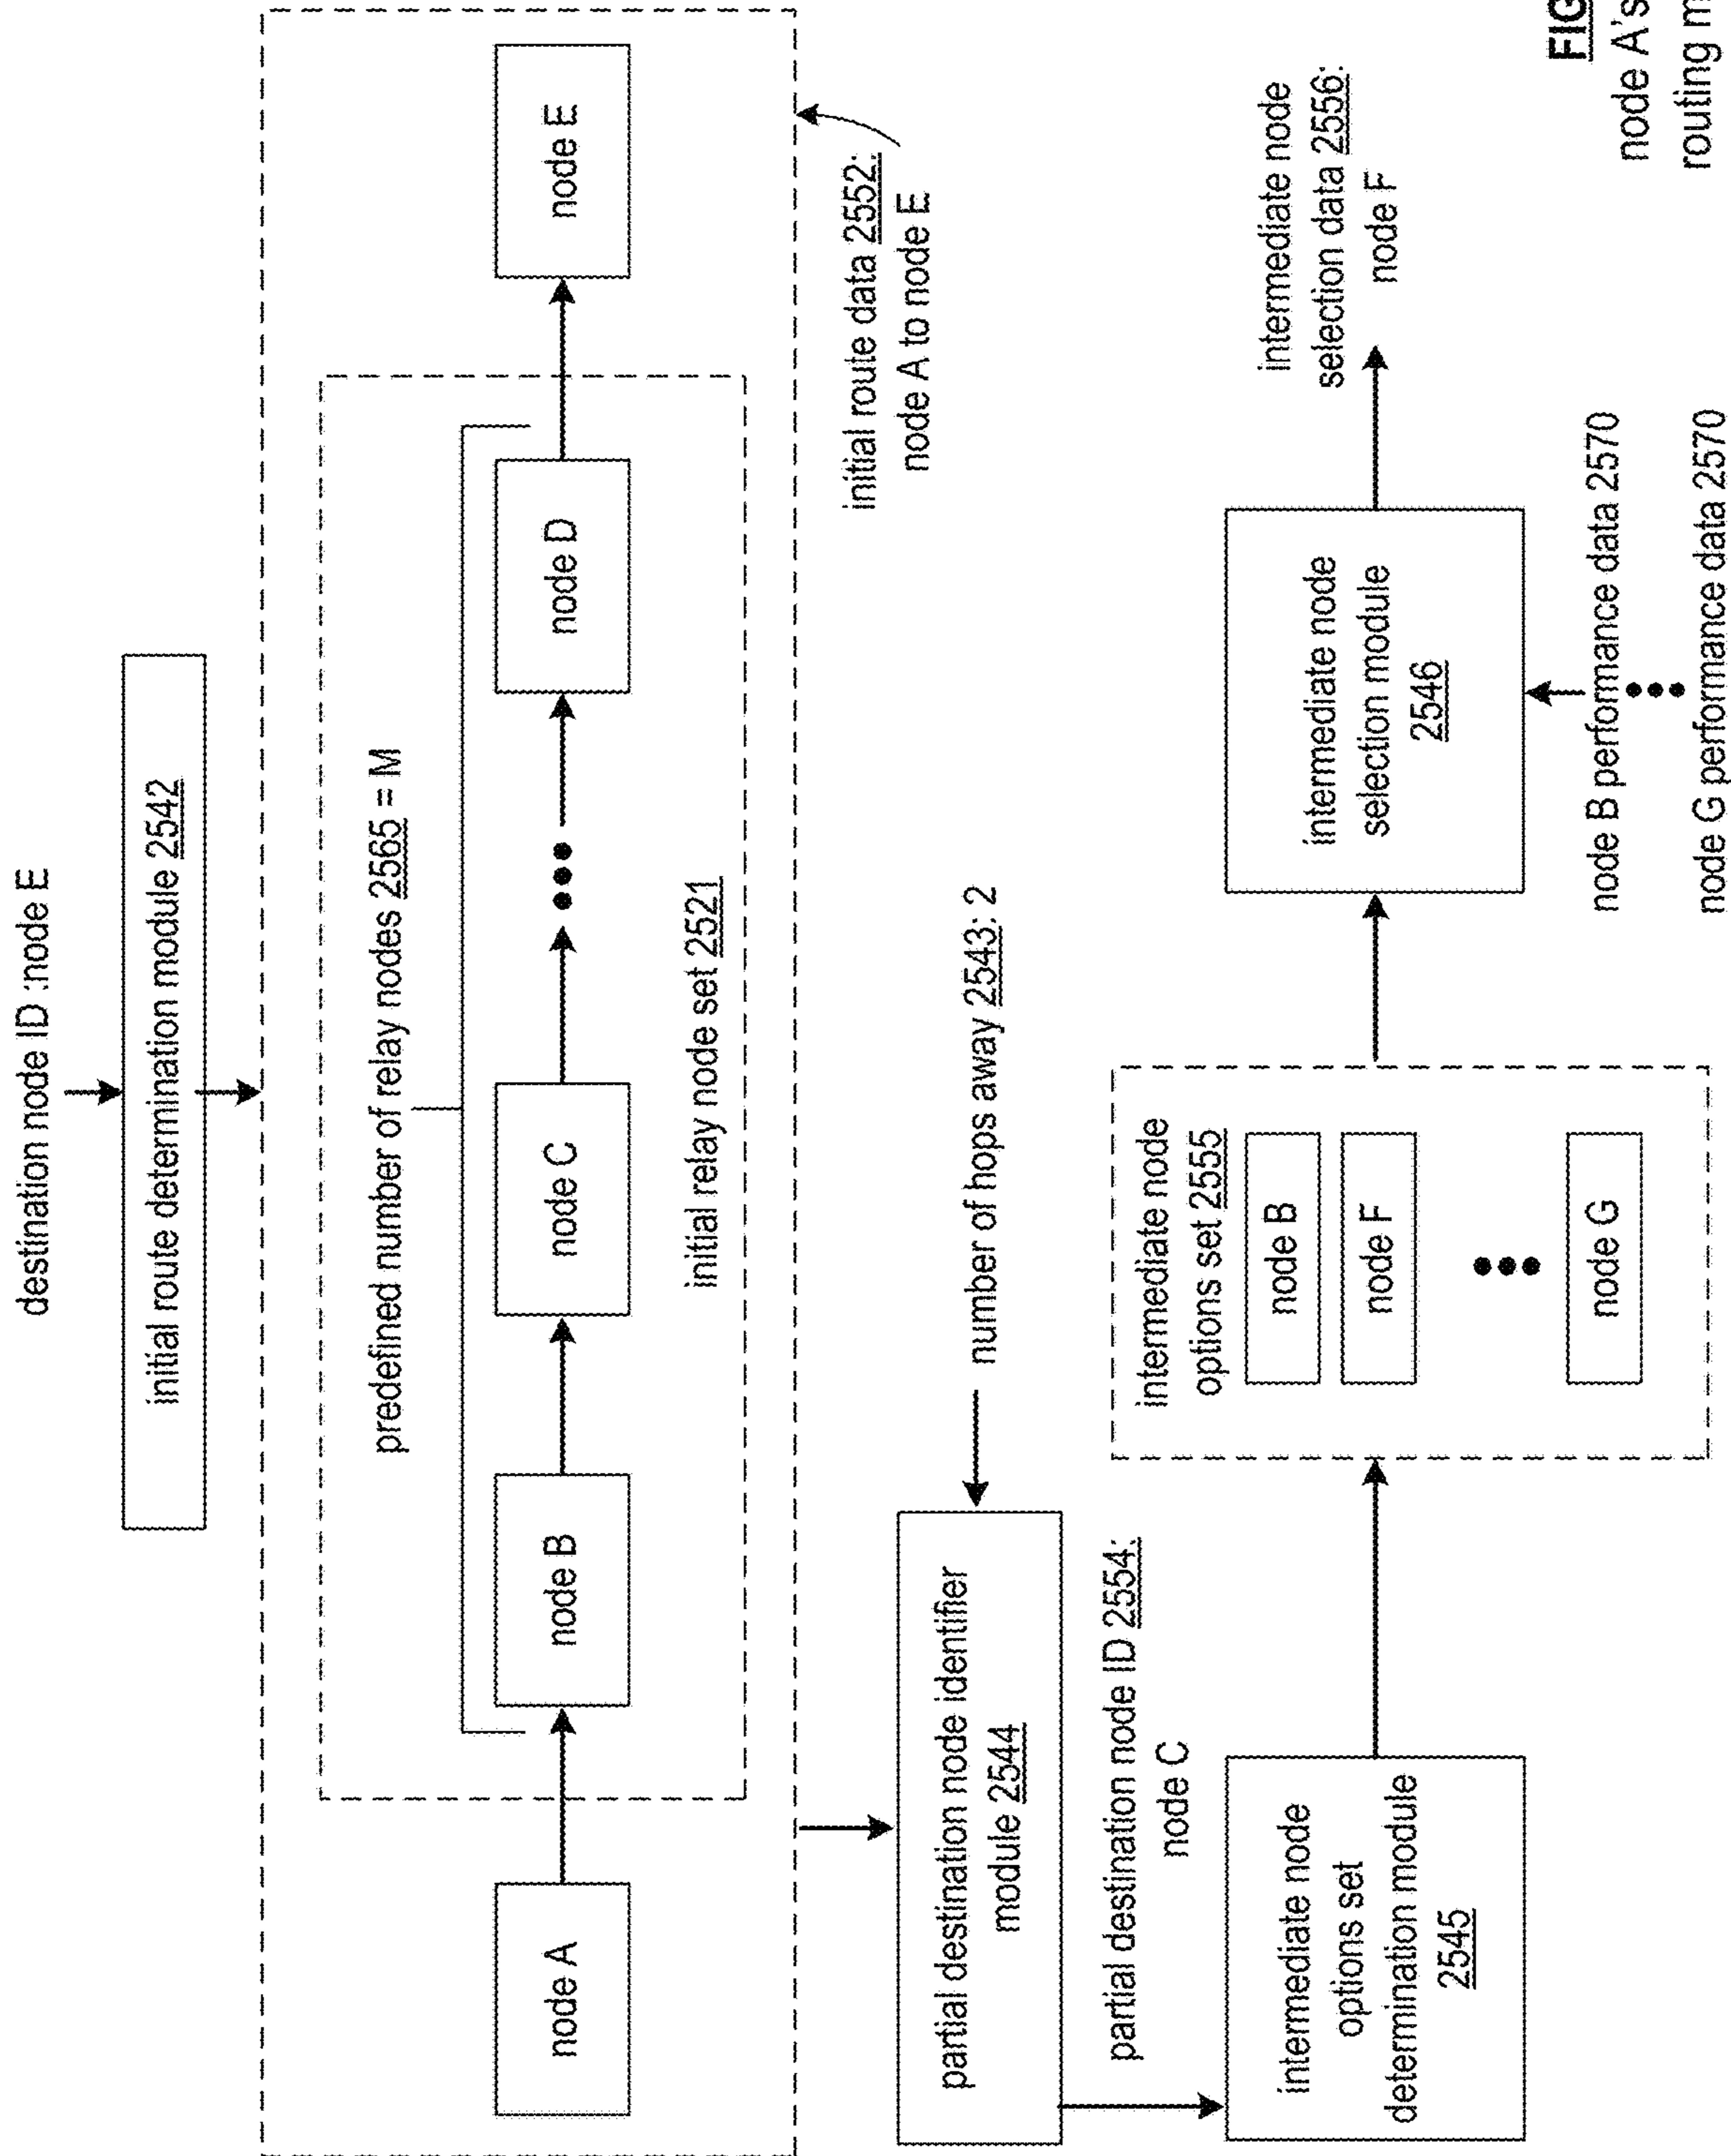 destination node ID :node E
initial route determination module 2542
predefined number of relay nodes 2565 = M
node A
node B
node C
node D
node E
initial relay node set 2521
initial route data 2552:
node A to node E
number of hops away 2543: 2
partial destination node identifier
module 2544
partial destination node ID 2554:
node C
intermediate node
options set
determination module
2545
intermediate node
options set 2555
node B
node F
node G
intermediate node
selection module
2546
intermediate node
selection data 2556:
node F
node B performance data 2570
node G performance data 2570
FIG
node A's
routing m